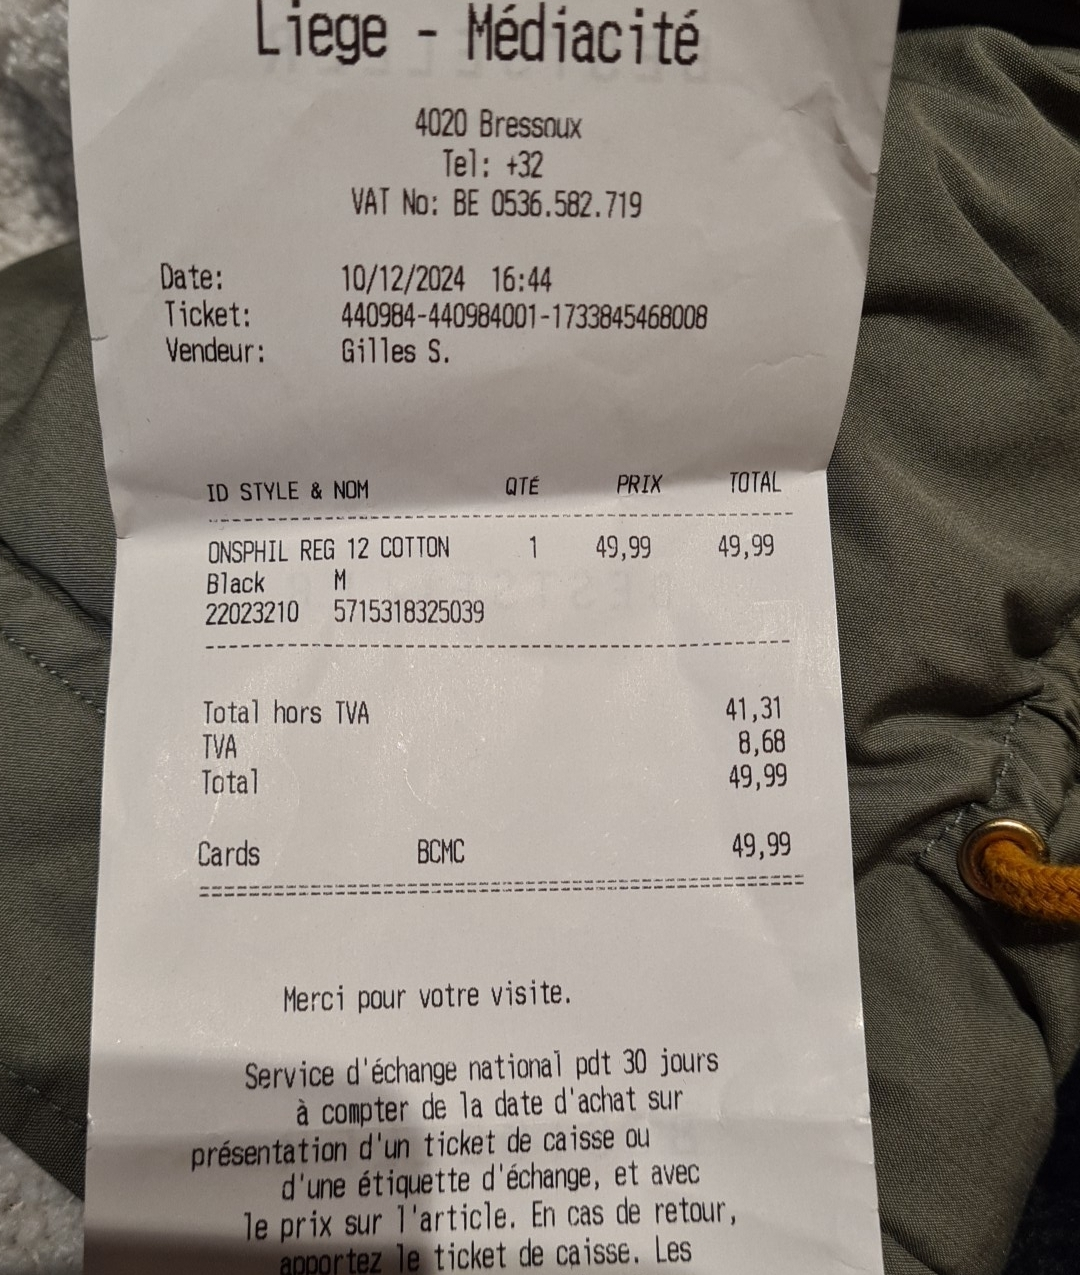 Liege - Médiacité
4020 Bressoux
Tel: +32
VAT No: BE 0536.582.719
Date: 10/12/2024 16:44
Ticket: 440984-440984001-1733845468008
Vendeur: Gilles S.
ID STYLE & NOM QTÉ PRIX TOTAL
ONSPHIL REG 12 COTTON 1 49,99 49,99
Black M
22023210 5715318325039
Total hors TVA 41,31
TVA 8,68
Total 49,99
Cards BCMC 49,99
Merci pour votre visite.
Service d'échange national pdt 30 jours
à compter de la date d'achat sur
présentation d'un ticket de caisse ou
d'une étiquette d'échange, et avec
le prix sur l'article. En cas de retour,
apportez le ticket de caisse. Les